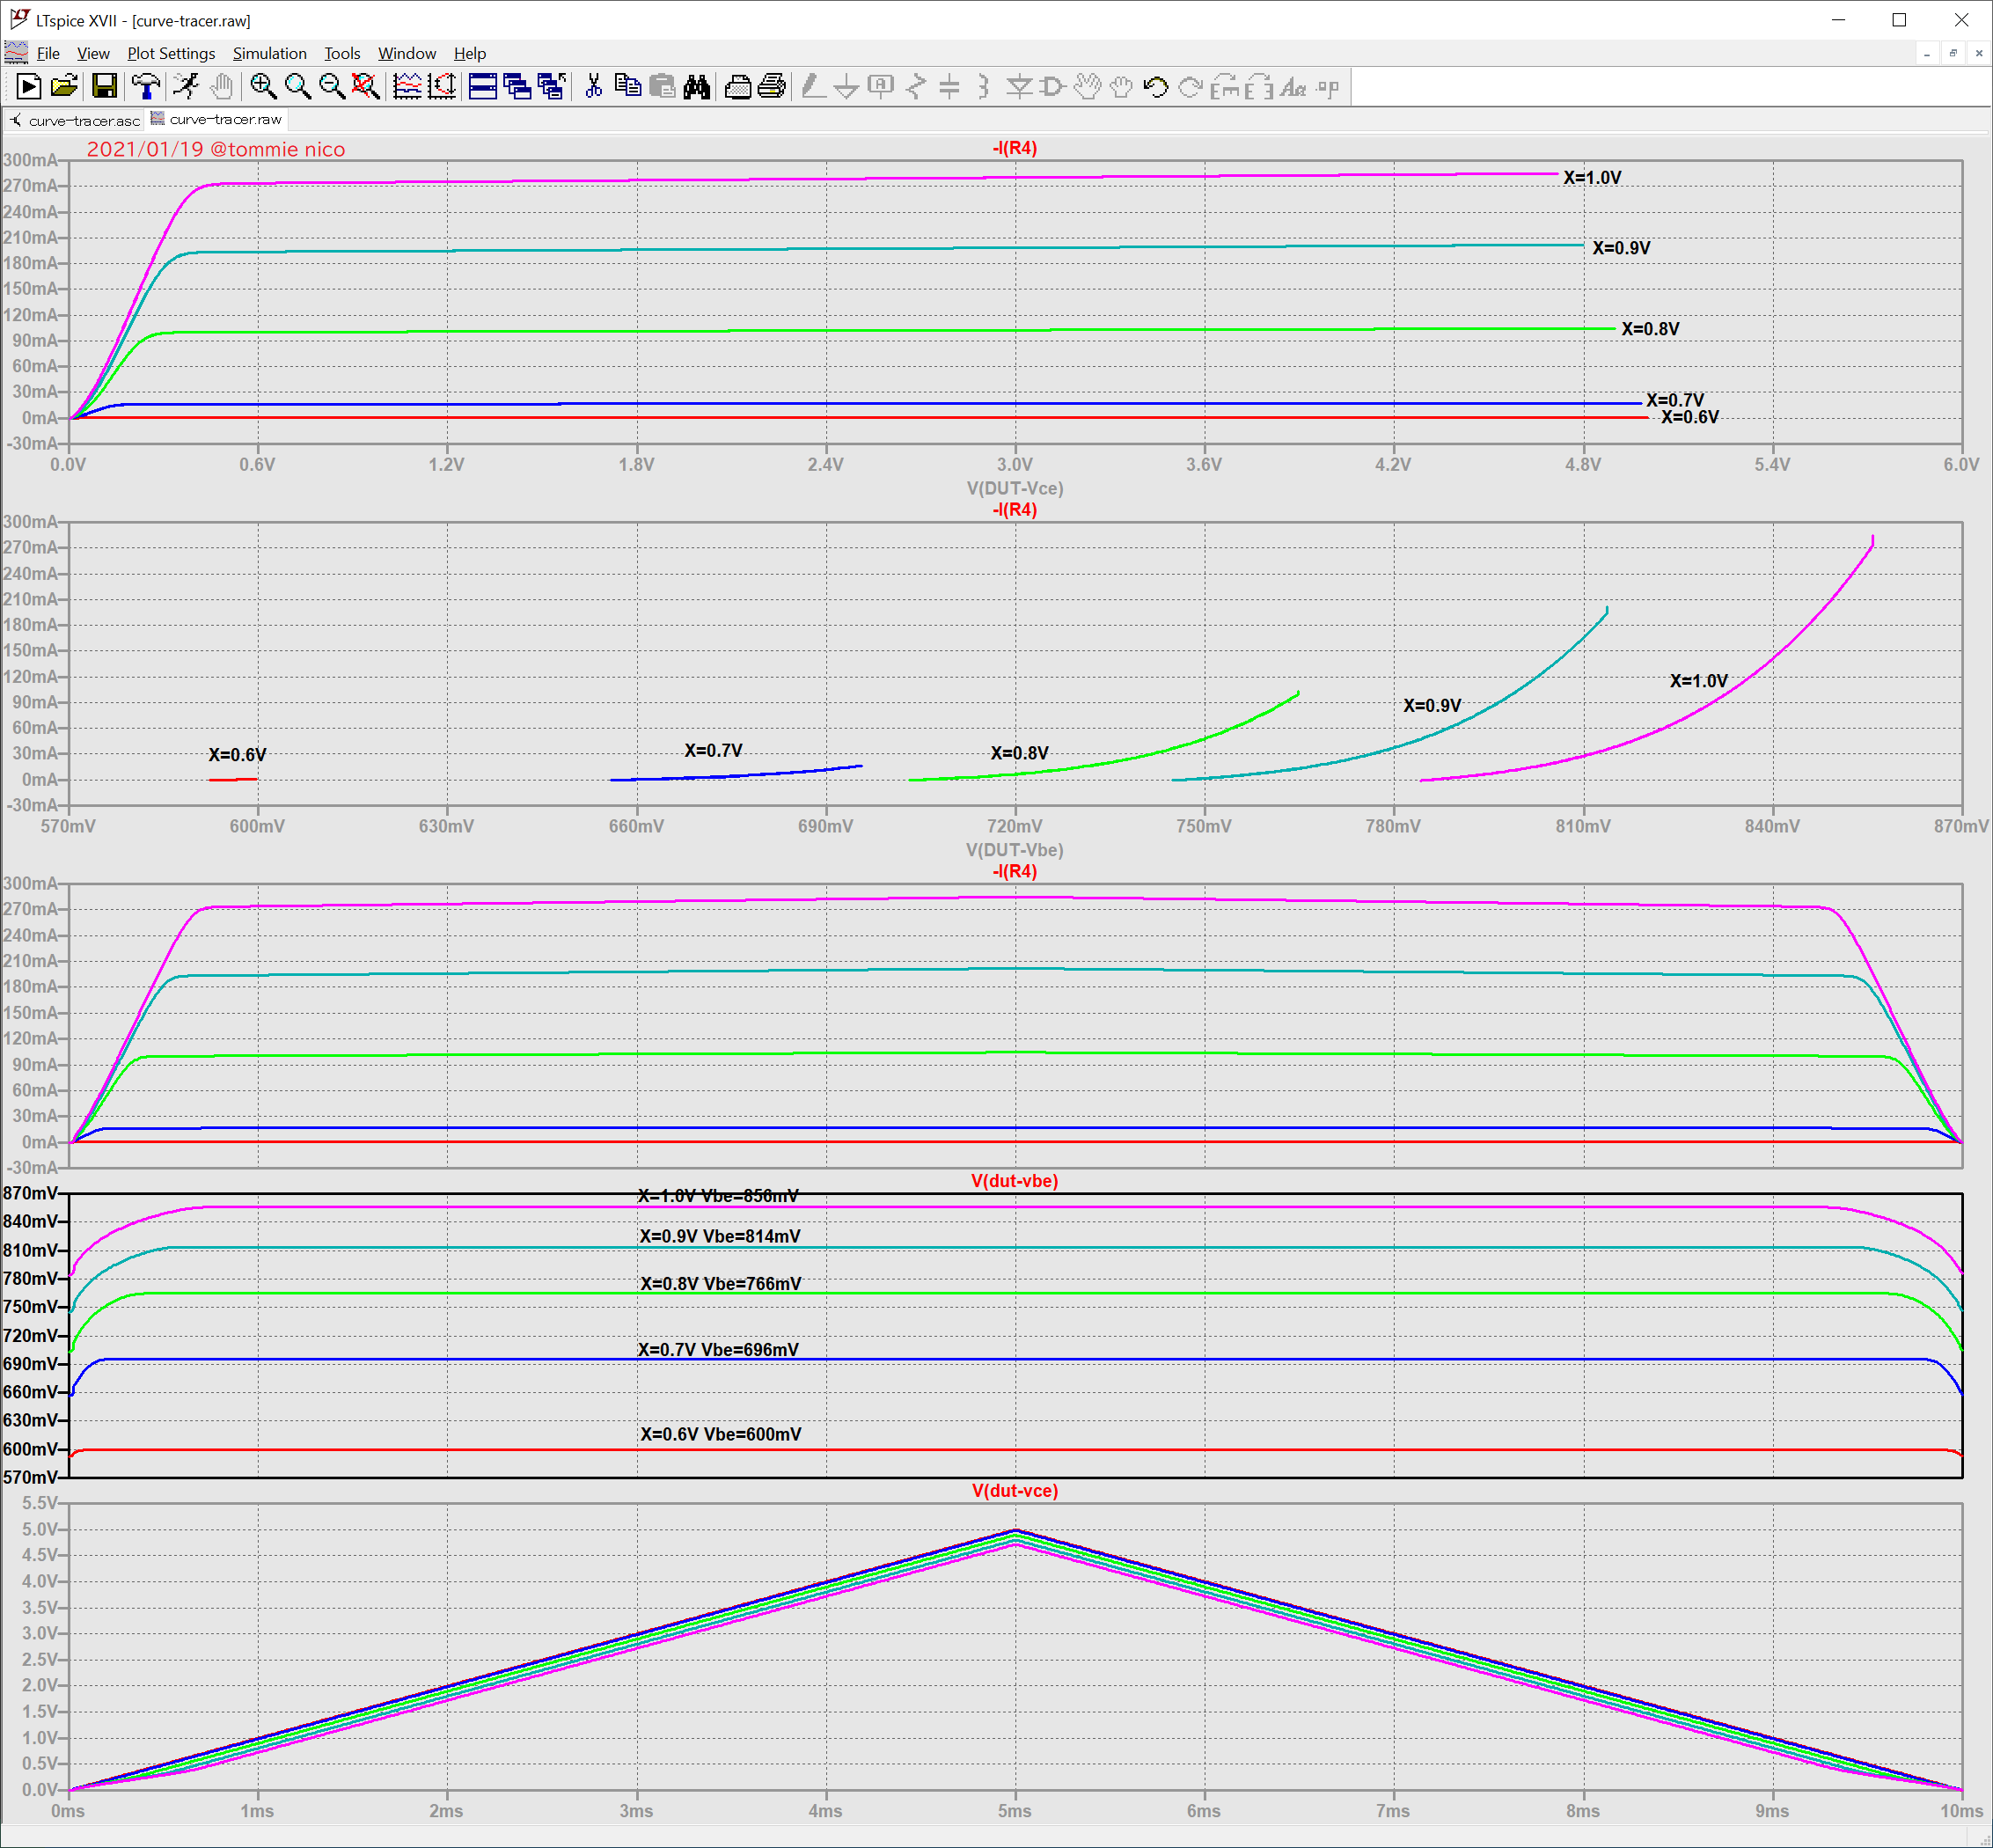 LTspice XVII - [curve-tracer.raw]
File View Plot Settings Simulation Tools Window Help
curve-tracer.asc curve-tracer.raw
2021/01/19 @tommie nico
-I(R4)
300mA
270mA
240mA
210mA
180mA
150mA
120mA
90mA
60mA
30mA
0mA
-30mA
X=1.0V
X=0.9V
X=0.8V
X=0.7V
X=0.6V
0.0V 0.6V 1.2V 1.8V 2.4V 3.0V 3.6V 4.2V 4.8V 5.4V 6.0V
V(DUT-Vce)
-I(R4)
300mA
270mA
240mA
210mA
180mA
150mA
120mA
90mA
60mA
30mA
0mA
-30mA
X=0.6V
X=0.7V
X=0.8V
X=0.9V
X=1.0V
570mV 600mV 630mV 660mV 690mV 720mV 750mV 780mV 810mV 840mV 870mV
V(DUT-Vbe)
-I(R4)
300mA
270mA
240mA
210mA
180mA
150mA
120mA
90mA
60mA
30mA
0mA
-30mA
V(dut-vbe)
870mV
840mV
810mV
780mV
750mV
720mV
690mV
660mV
630mV
600mV
570mV
X=1.0V Vbe=856mV
X=0.9V Vbe=814mV
X=0.8V Vbe=766mV
X=0.7V Vbe=696mV
X=0.6V Vbe=600mV
V(dut-vce)
5.5V
5.0V
4.5V
4.0V
3.5V
3.0V
2.5V
2.0V
1.5V
1.0V
0.5V
0.0V
0ms 1ms 2ms 3ms 4ms 5ms 6ms 7ms 8ms 9ms 10ms